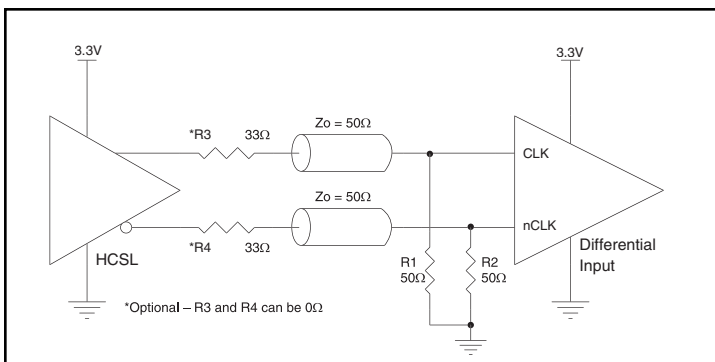 3.3V
3.3V
*R3 33Ω
Zo = 50Ω
CLK
Zo = 50Ω
nCLK
HCSL
*R4 33Ω
R1
50Ω
R2
50Ω
Differential
Input
*Optional – R3 and R4 can be 0Ω